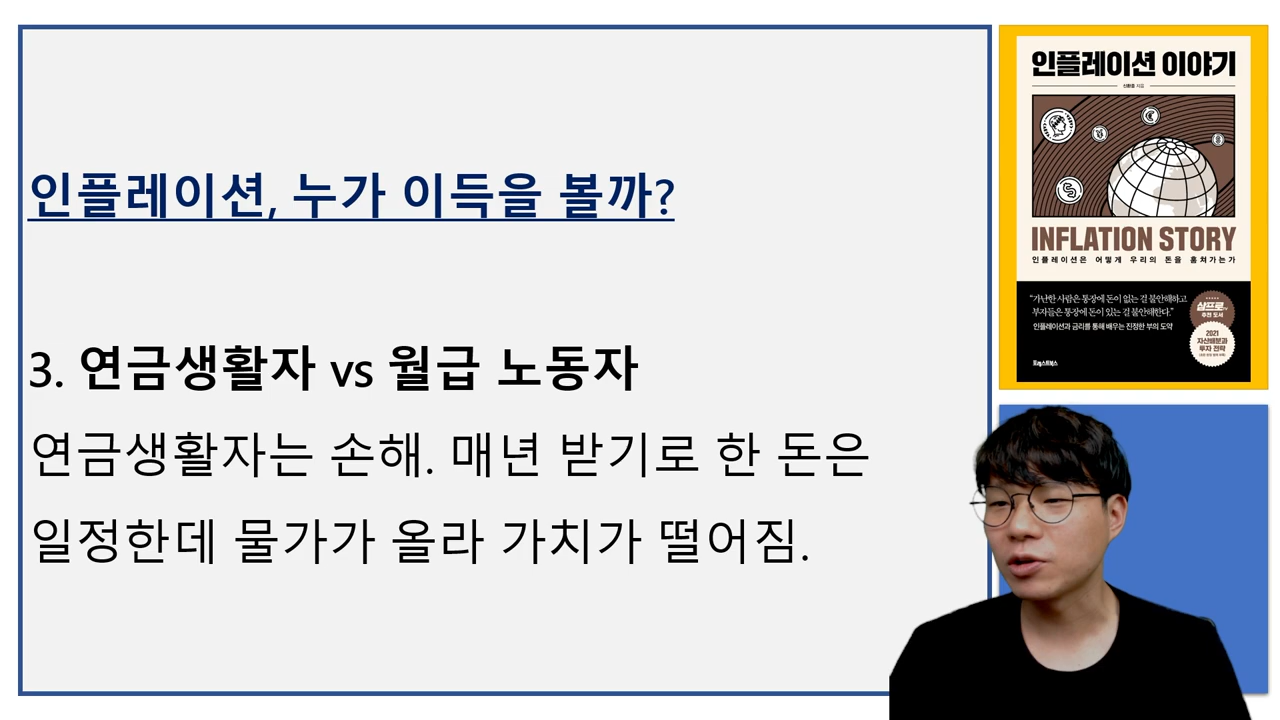 인플레이션, 누가 이득을 볼까?
3. 연금생활자 vs 월급 노동자
연금생활자는 손해. 매년 받기로 한 돈은
일정한데 물가가 올라 가치가 떨어짐.
인플레이션 이야기
신환종 지음
INFLATION STORY
인플레이션은 어떻게 우리의 돈을 훔쳐가는가
“가난한 사람은 통장에 돈이 없는 걸 불안해하고
부자들은 통장에 돈이 있는 걸 불안해한다.”
인플레이션과 금리를 통해 배우는 진정한 부의 도약
삼프로TV
추천 도서
2021
자산배분과
투자 전략
포레스트북스